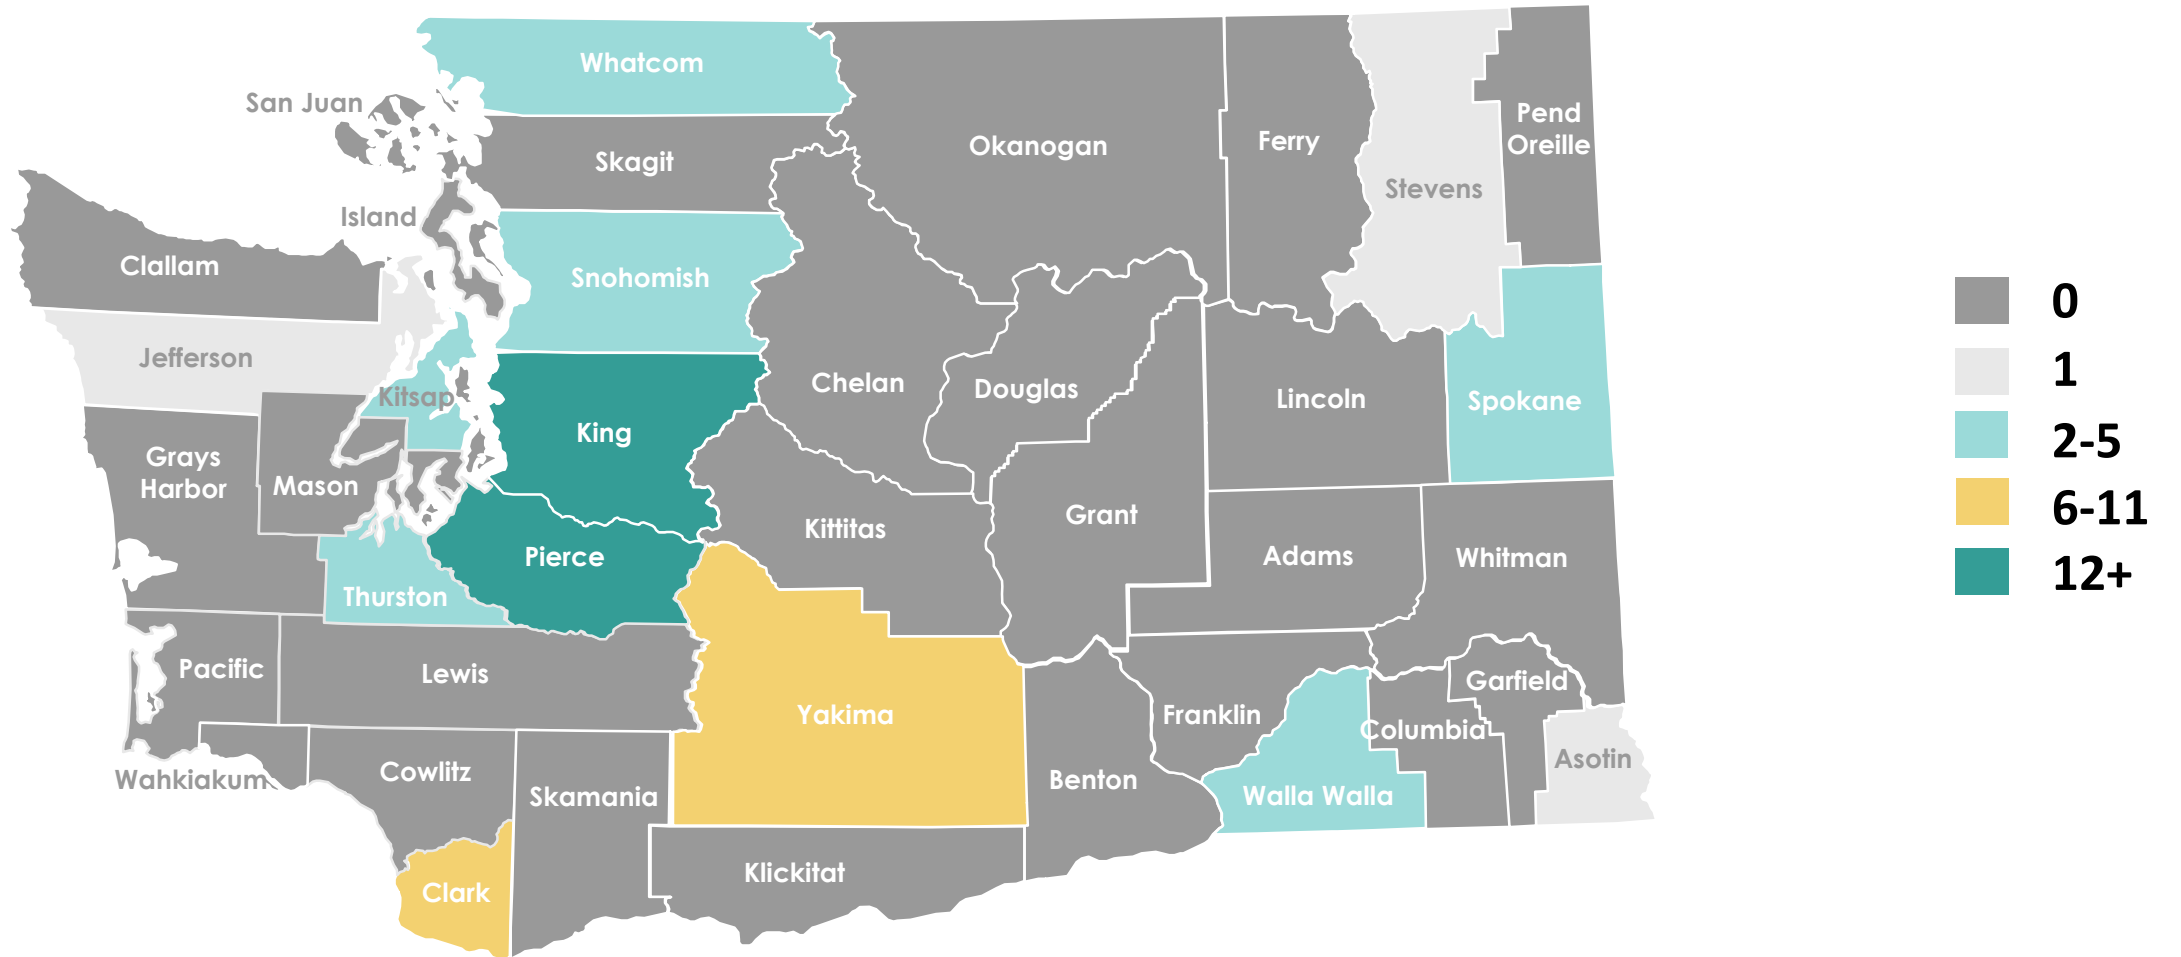 Whatcom
San Juan
Skagit
Okanogan
Ferry
Pend
Oreille
Stevens
Island
Clallam
Snohomish
Jefferson
Kitsap
Chelan
Douglas
Lincoln
Spokane
King
Grays
Harbor
Mason
Kittitas
Grant
Adams
Whitman
Pierce
Thurston
Pacific
Lewis
Yakima
Franklin
Garfield
Columbia
Asotin
Wahkiakum
Cowlitz
Skamania
Benton
Walla Walla
Klickitat
Clark
0
1
2-5
6-11
12+